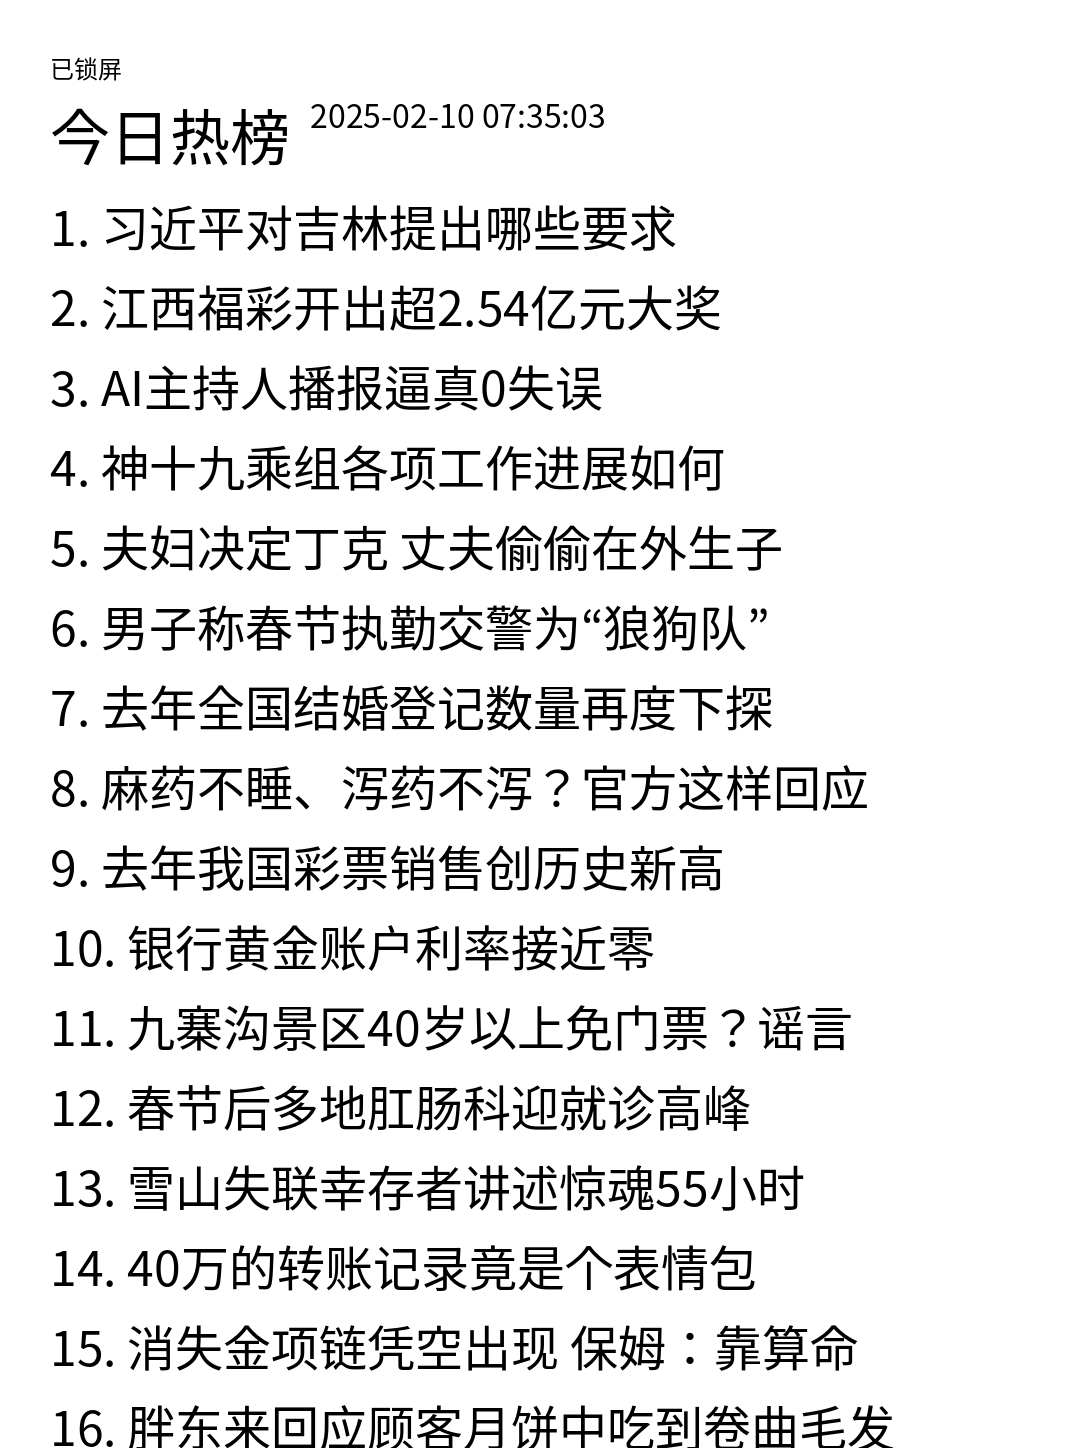 已锁屏
今日热榜 2025-02-10 07:35:03
1. 习近平对吉林提出哪些要求
2. 江西福彩开出超2.54亿元大奖
3. AI主持人播报逼真0失误
4. 神十九乘组各项工作进展如何
5. 夫妇决定丁克 丈夫偷偷在外生子
6. 男子称春节执勤交警为“狼狗队”
7. 去年全国结婚登记数量再度下探
8. 麻药不睡、泻药不泻？官方这样回应
9. 去年我国彩票销售创历史新高
10. 银行黄金账户利率接近零
11. 九寨沟景区40岁以上免门票？谣言
12. 春节后多地肛肠科迎就诊高峰
13. 雪山失联幸存者讲述惊魂55小时
14. 40万的转账记录竟是个表情包
15. 消失金项链凭空出现 保姆：靠算命
16. 胖东来回应顾客月饼中吃到卷曲毛发